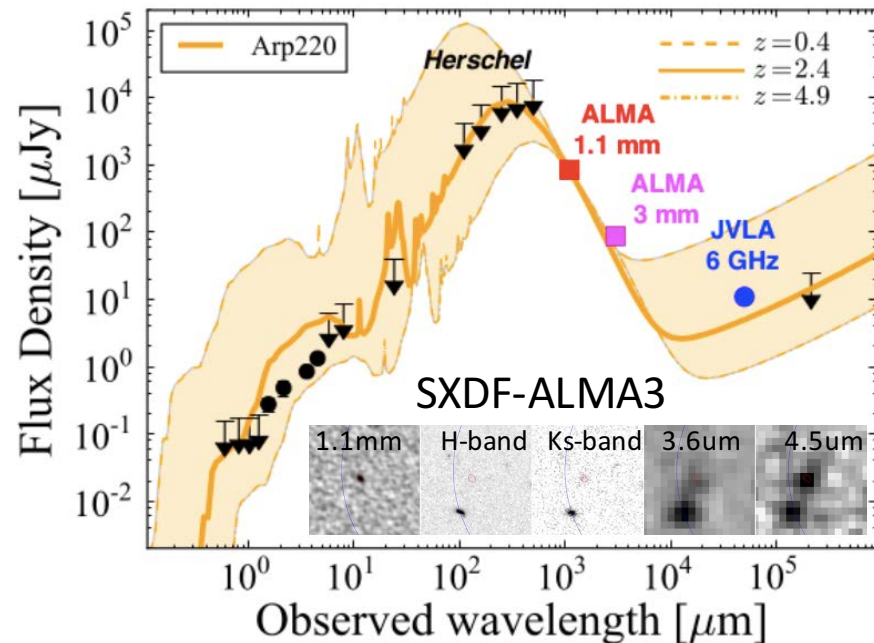 Flux Density [μJy]
10^5
10^4
10^3
10^2
10^1
10^0
10^-1
10^-2
Arp220
Herschel
z=0.4
z=2.4
z=4.9
ALMA
1.1 mm
ALMA
3 mm
JVLA
6 GHz
SXDF-ALMA3
1.1mm H-band Ks-band 3.6um 4.5um
10^0 10^1 10^2 10^3 10^4 10^5
Observed wavelength [μm]